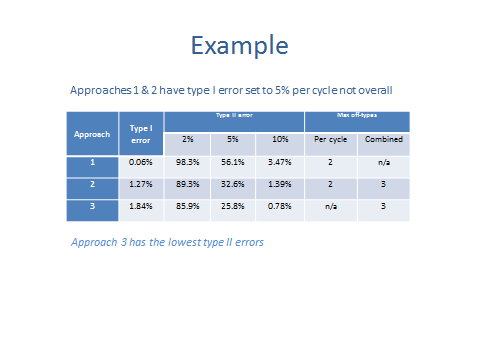 Example
Approaches 1 & 2 have type I error set to 5% per cycle not overall
Approach Type I error Type II error Max off-types
2% 5% 10% Per cycle Combined
1 0.06% 98.3% 56.1% 3.47% 2 n/a
2 1.27% 89.3% 32.6% 1.39% 2 3
3 1.84% 85.9% 25.8% 0.78% n/a 3
Approach 3 has the lowest type II errors